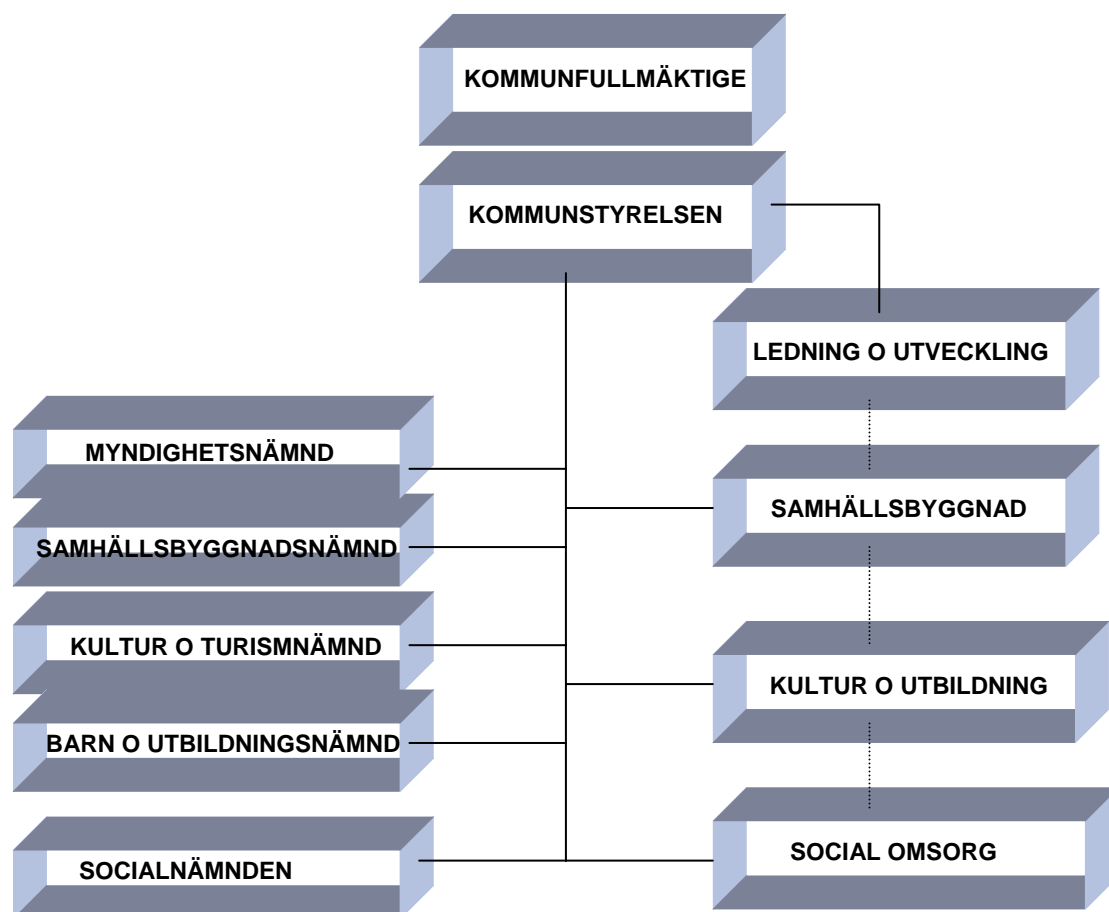 KOMMUNFULLMÄKTIGE
KOMMUNSTYRELSEN
LEDNING O UTVECKLING
MYNDIGHETSNÄMND
SAMHÄLLSBYGGNAD
SAMHÄLLSBYGGNADSNÄMND
KULTUR O TURISMNÄMND
KULTUR O UTBILDNING
BARN O UTBILDNINGSNÄMND
SOCIAL OMSORG
SOCIALNÄMNDEN